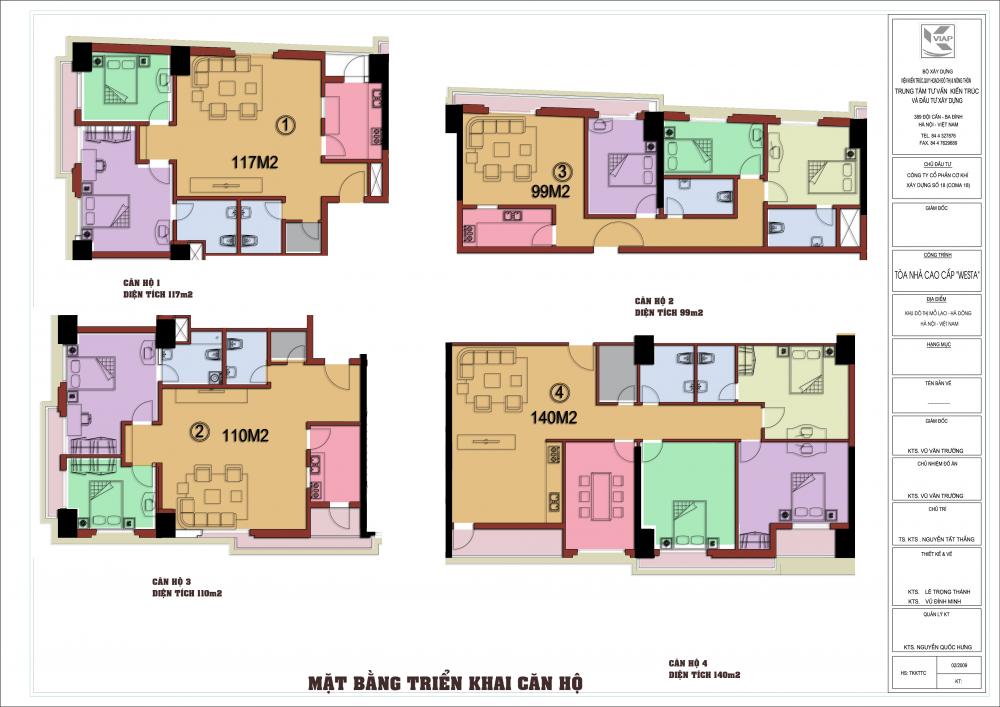 1
117M2
CĂN HỘ 1
DIỆN TÍCH 117m2
3
99M2
CĂN HỘ 2
DIỆN TÍCH 99m2
2
110M2
CĂN HỘ 3
DIỆN TÍCH 110m2
4
140M2
CĂN HỘ 4
DIỆN TÍCH 140m2
MẶT BẰNG TRIỂN KHAI CĂN HỘ
VIAP
BỘ XÂY DỰNG
VIỆN KIẾN TRÚC, QUY HOẠCH ĐÔ THỊ & NÔNG THÔN
TRUNG TÂM TƯ VẤN KIẾN TRÚC
VÀ ĐẦU TƯ XÂY DỰNG
389 ĐỘI CẤN - BA ĐÌNH
HÀ NỘI - VIỆT NAM
TEL. 84 4 327876
FAX. 84 4 7629689
CHỦ ĐẦU TƯ
CÔNG TY CỔ PHẦN CƠ KHÍ
XÂY DỰNG SỐ 18 (COMA 18)
GIÁM ĐỐC
CÔNG TRÌNH
TÒA NHÀ CAO CẤP "WESTA"
ĐỊA ĐIỂM
KHU ĐÔ THỊ MỖ LAO - HÀ ĐÔNG
HÀ NỘI - VIỆT NAM
HẠNG MỤC
TÊN BẢN VẼ
GIÁM ĐỐC
KTS. VŨ VĂN TRƯỜNG
CHỦ NHIỆM ĐỒ ÁN
KTS. VŨ VĂN TRƯỜNG
CHỦ TRÌ
TS. KTS . NGUYỄN TẤT THẮNG
THIẾT KẾ & VẼ
KTS. LÊ TRỌNG THÀNH
KTS. VŨ ĐÌNH MINH
QUẢN LÝ KT
KTS. NGUYỄN QUỐC HƯNG
HS: TKKTTC
02/2009
KT: